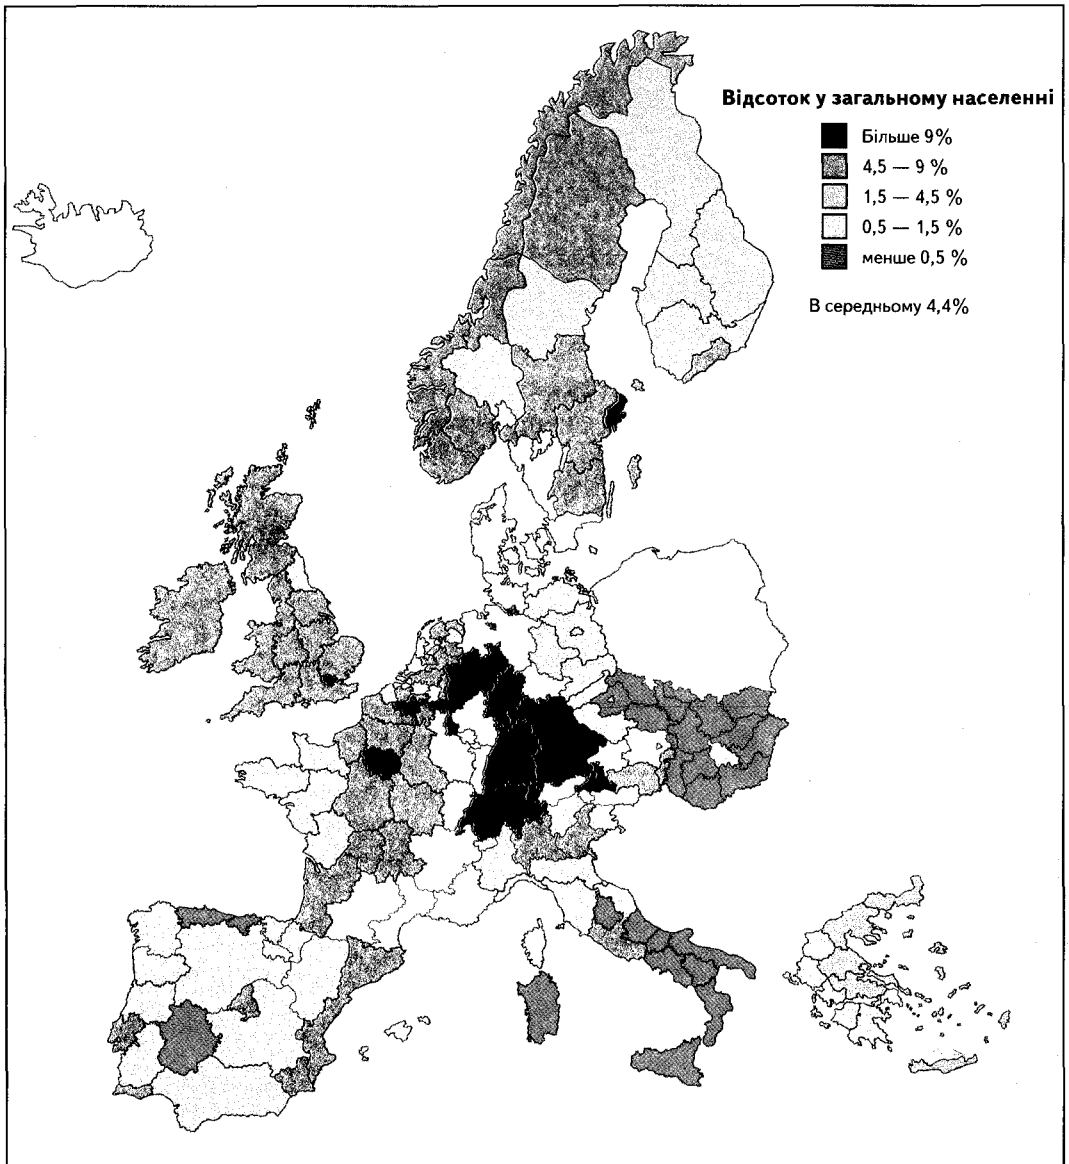 Відсоток у загальному населенні
Більше 9%
4,5 — 9 %
1,5 — 4,5 %
0,5 — 1,5 %
менше 0,5 %
В середньому 4,4%